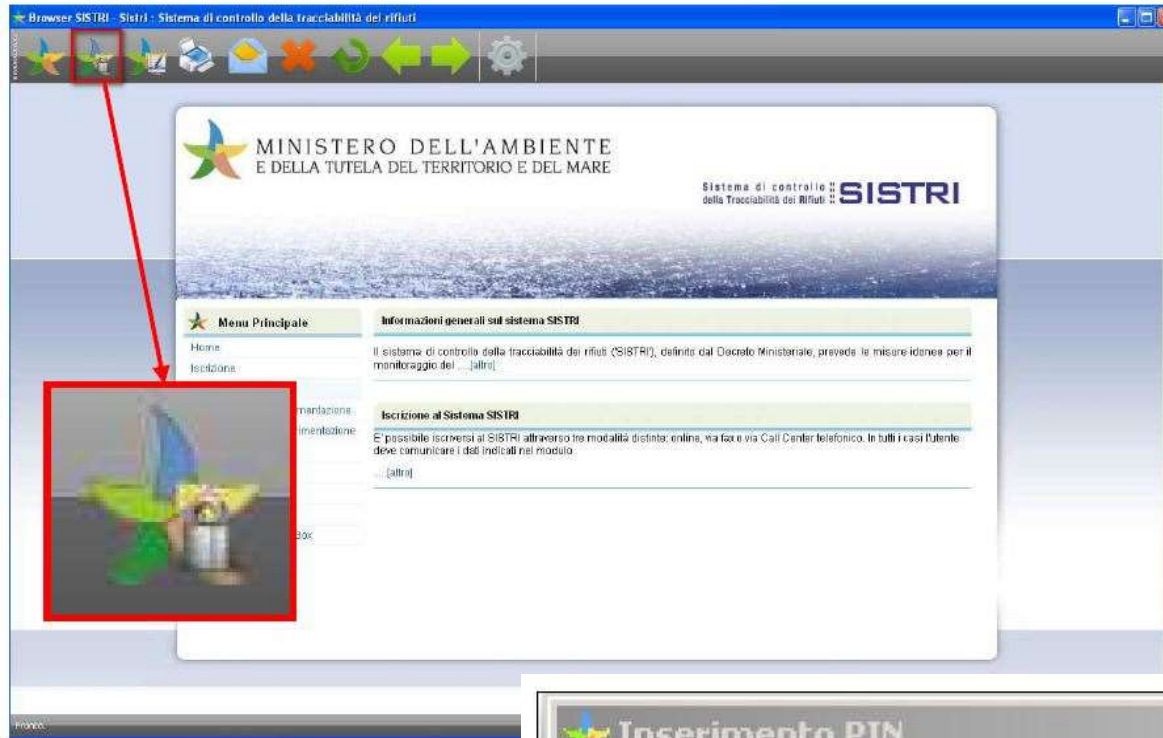 Browser SISTRI - Sistri : Sistema di controllo della tracciabilità dei rifiuti
MINISTERO DELL'AMBIENTE
E DELLA TUTELA DEL TERRITORIO E DEL MARE
Sistema di controllo
della Tracciabilità dei Rifiuti
SISTRI
Menu Principale
Home
Iscrizione
mentazione
imentazione
Box
Informazioni generali sul sistema SISTRI
Il sistema di controllo della tracciabilità dei rifiuti ('SISTRI'), definito dal Decreto Ministeriale, prevede le misure idonee per il
monitoraggio dei ....[altro]
Iscrizione al Sistema SISTRI
E' possibile iscriversi al SISTRI attraverso tre modalità distinte: online, via fax e via Call Center telefonico. In tutti i casi l'utente
deve comunicare i dati indicati nel modulo
....[altro]
Pronto.
Inserimento PIN